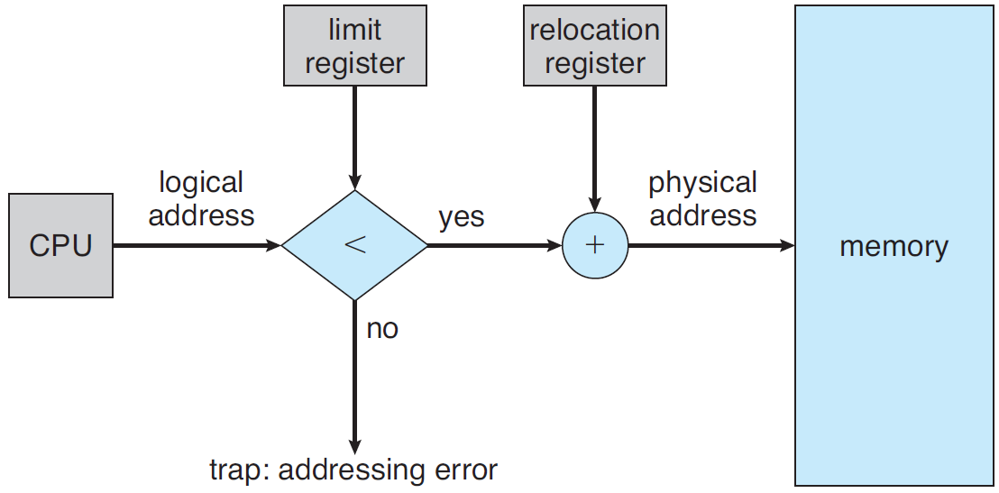 limit
register
relocation
register
logical
address
yes
physical
address
CPU
<
+
memory
no
trap: addressing error